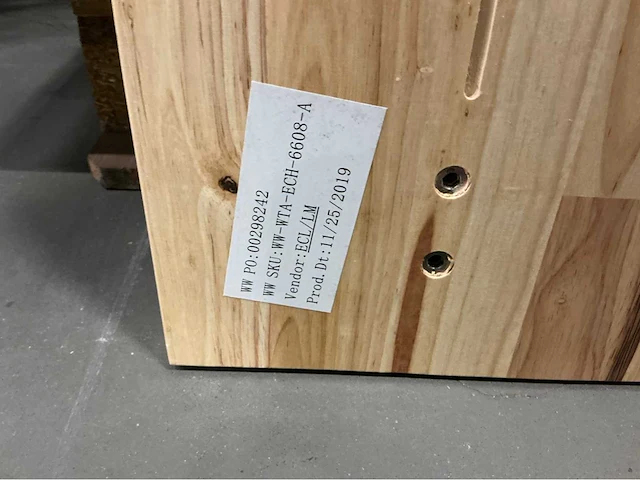 WW PO:00298242
WW SKU:WW-WTA-ECH-6608-A
Vendor:ECL/LM
Prod.Dt:11/25/2019